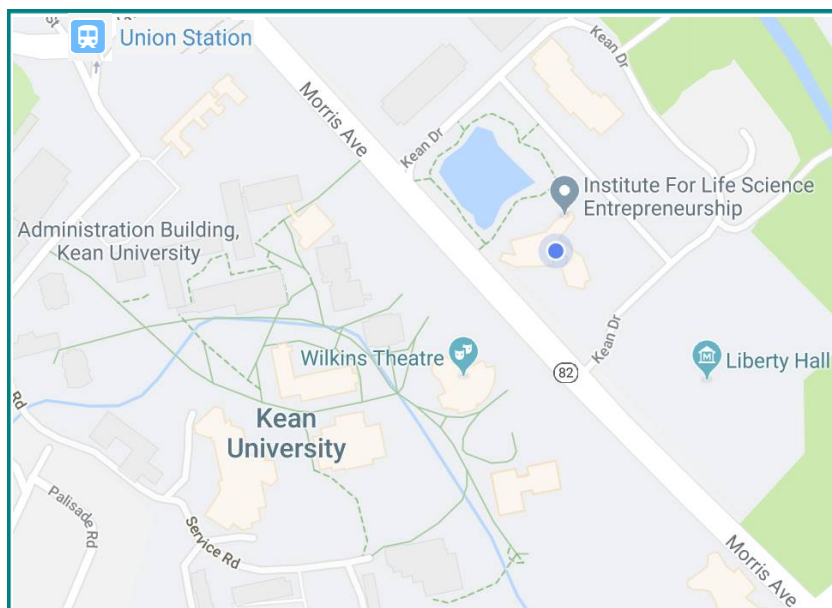 st
Union Station
Morris Ave
Kean Dr
Kean Dr
Institute For Life Science
Entrepreneurship
Administration Building,
Kean University
Wilkins Theatre
82
Kean Dr
Liberty Hall
Rd
Kean
University
Palisade Rd
Service Rd
Morris Ave